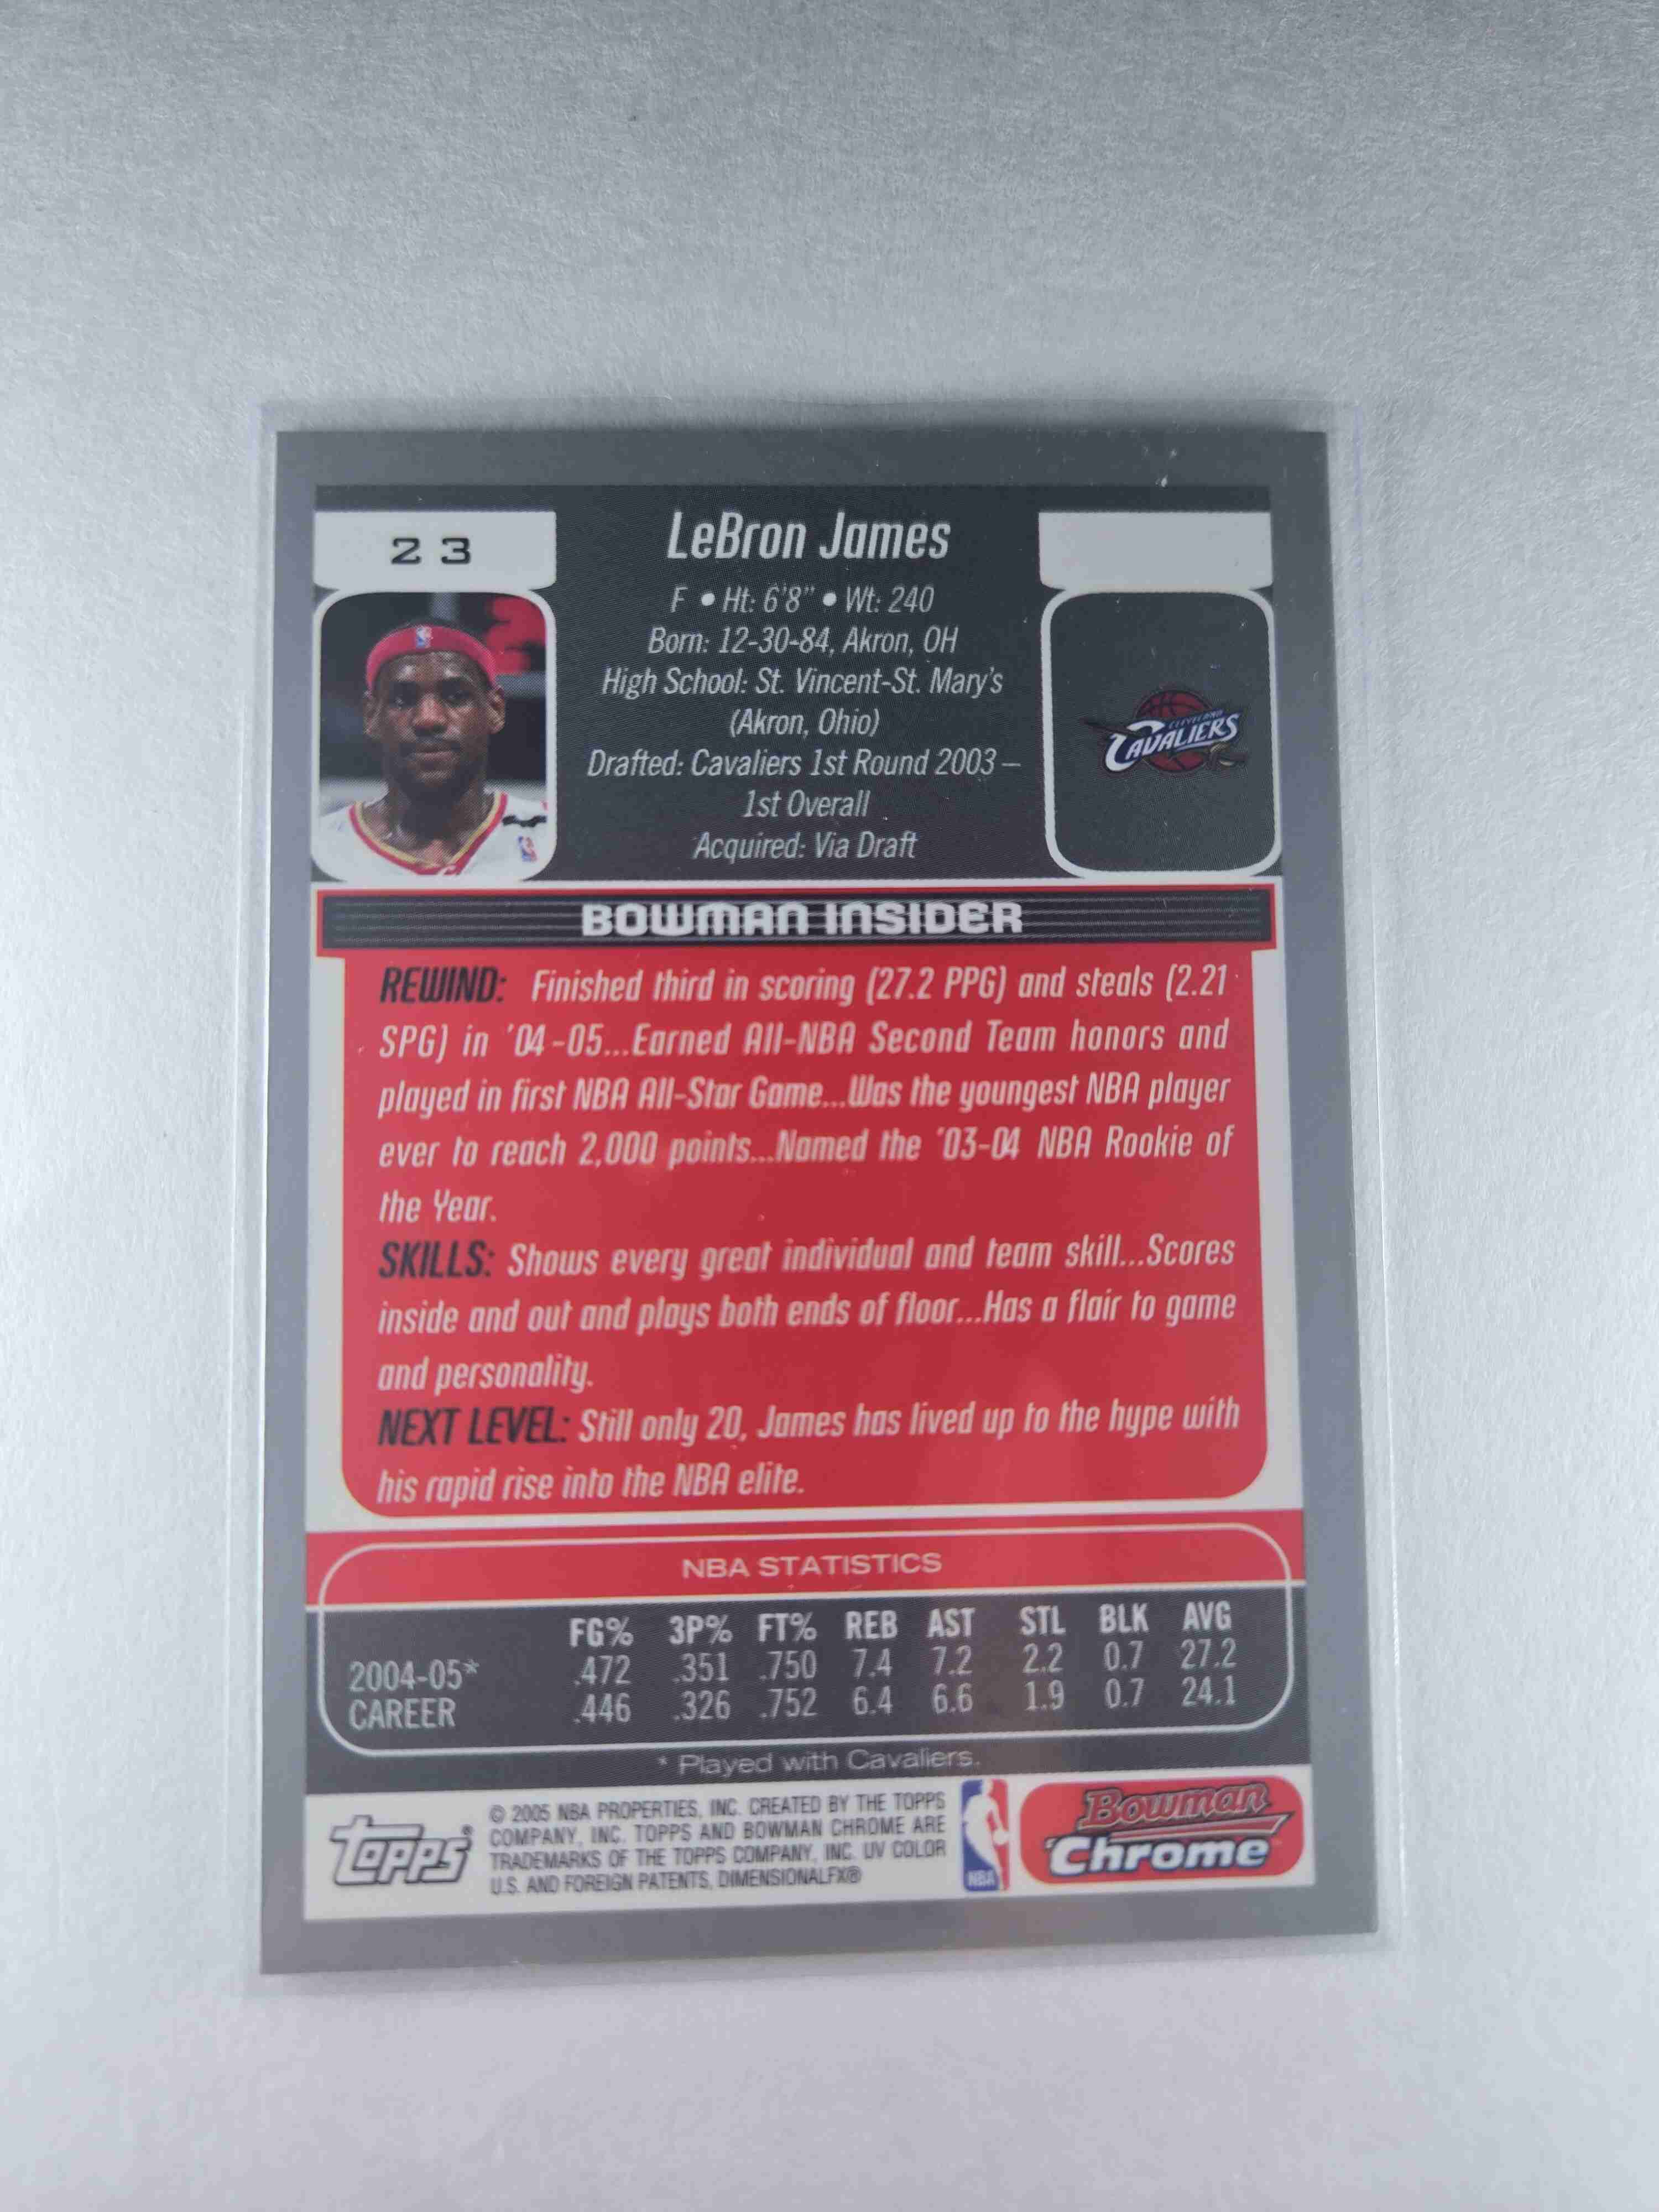 23
LeBron James
F • Ht: 6'8" • Wt: 240
Born: 12-30-84, Akron, OH
High School: St. Vincent-St. Mary's
(Akron, Ohio)
Drafted: Cavaliers 1st Round 2003 –
1st Overall
Acquired: Via Draft
CLEVELAND
CAVALIERS
BOWMAN INSIDER
REWIND: Finished third in scoring (27.2 PPG) and steals (2.21
SPG) in '04-05...Earned All-NBA Second Team honors and
played in first NBA All-Star Game...Was the youngest NBA player
ever to reach 2,000 points...Named the '03-04 NBA Rookie of
the Year.
SKILLS: Shows every great individual and team skill...Scores
inside and out and plays both ends of floor...Has a flair to game
and personality.
NEXT LEVEL: Still only 20, James has lived up to the hype with
his rapid rise into the NBA elite.
NBA STATISTICS
FG% 3P% FT% REB AST STL BLK AVG
2004-05* .472 .351 .750 7.4 7.2 2.2 0.7 27.2
CAREER .446 .326 .752 6.4 6.6 1.9 0.7 24.1
* Played with Cavaliers.
Topps®
© 2005 NBA PROPERTIES, INC. CREATED BY THE TOPPS
COMPANY, INC. TOPPS AND BOWMAN CHROME ARE
TRADEMARKS OF THE TOPPS COMPANY, INC. UV COLOR
U.S. AND FOREIGN PATENTS, DIMENSIONALFX®
NBA
Bowman
Chrome